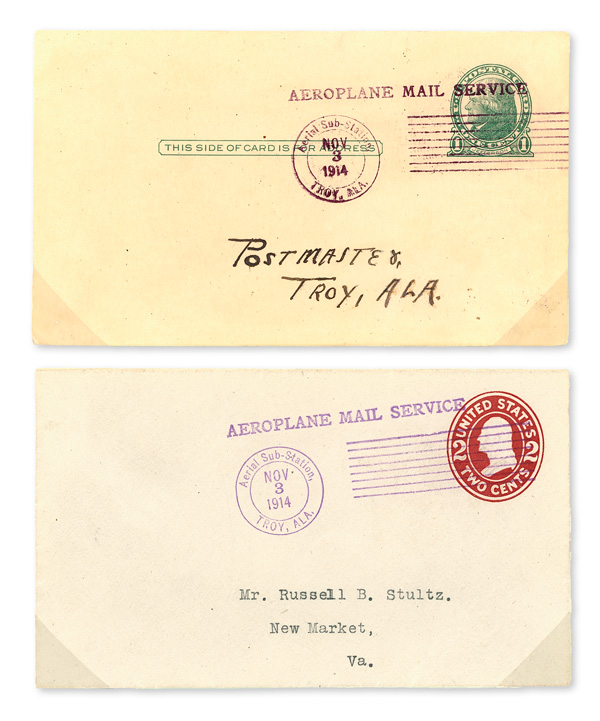 AEROPLANE MAIL SERVICE
1 1
Aerial Sub-Station,
THIS SIDE OF CARD IS FOR ADDRESS
NOV.
3
1914
TROY, ALA.
POSTMASTER,
TROY, ALA.
AEROPLANE MAIL SERVICE
UNITED STATES
2 2
TWO CENTS
Aerial Sub-Station,
NOV.
3
1914
TROY, ALA.
Mr. Russell B. Stultz.
New Market,
Va.